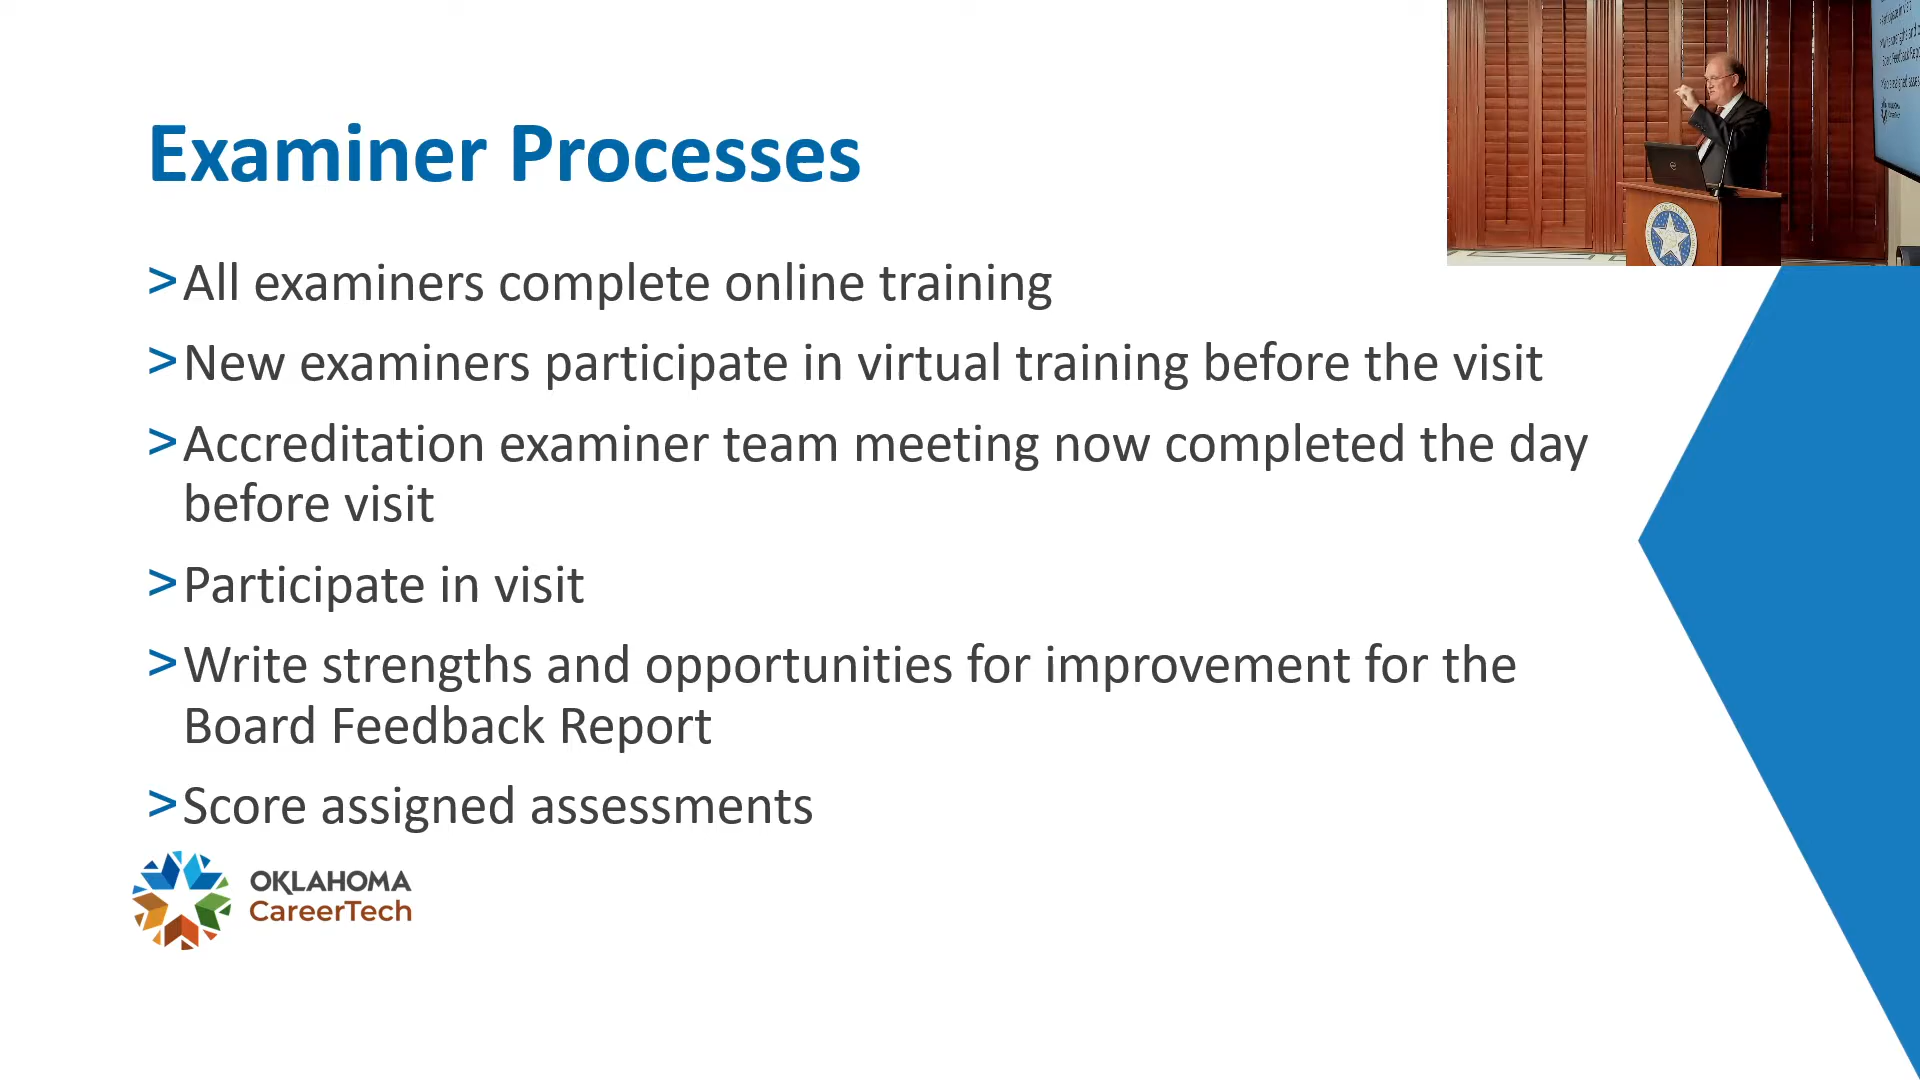 Examiner Processes
>All examiners complete online training
>New examiners participate in virtual training before the visit
>Accreditation examiner team meeting now completed the day
before visit
>Participate in visit
>Write strengths and opportunities for improvement for the
Board Feedback Report
>Score assigned assessments
OKLAHOMA
CareerTech